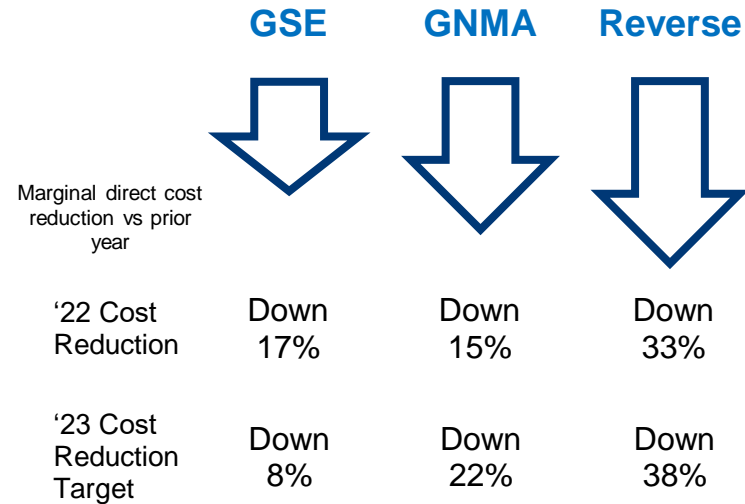 GSE GNMA Reverse
Marginal direct cost
reduction vs prior
year
‘22 Cost
Reduction
Down
17%
Down
15%
Down
33%
‘23 Cost
Reduction
Target
Down
8%
Down
22%
Down
38%